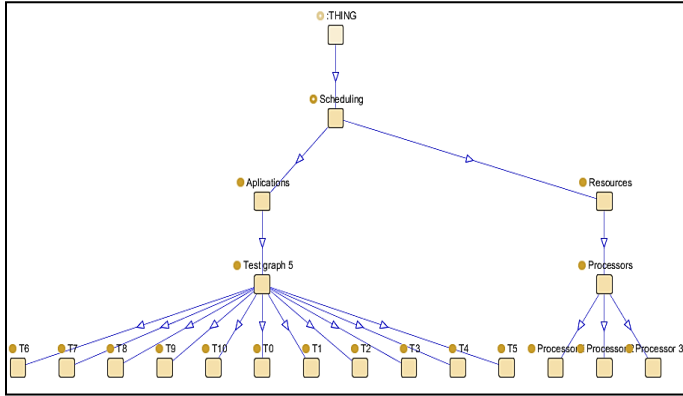 :THING
Scheduling
Aplications
Resources
Test graph 5
Processors
T6
T7
T8
T9
T10
T0
T1
T2
T3
T4
T5
Processor
Processor
Processor 3